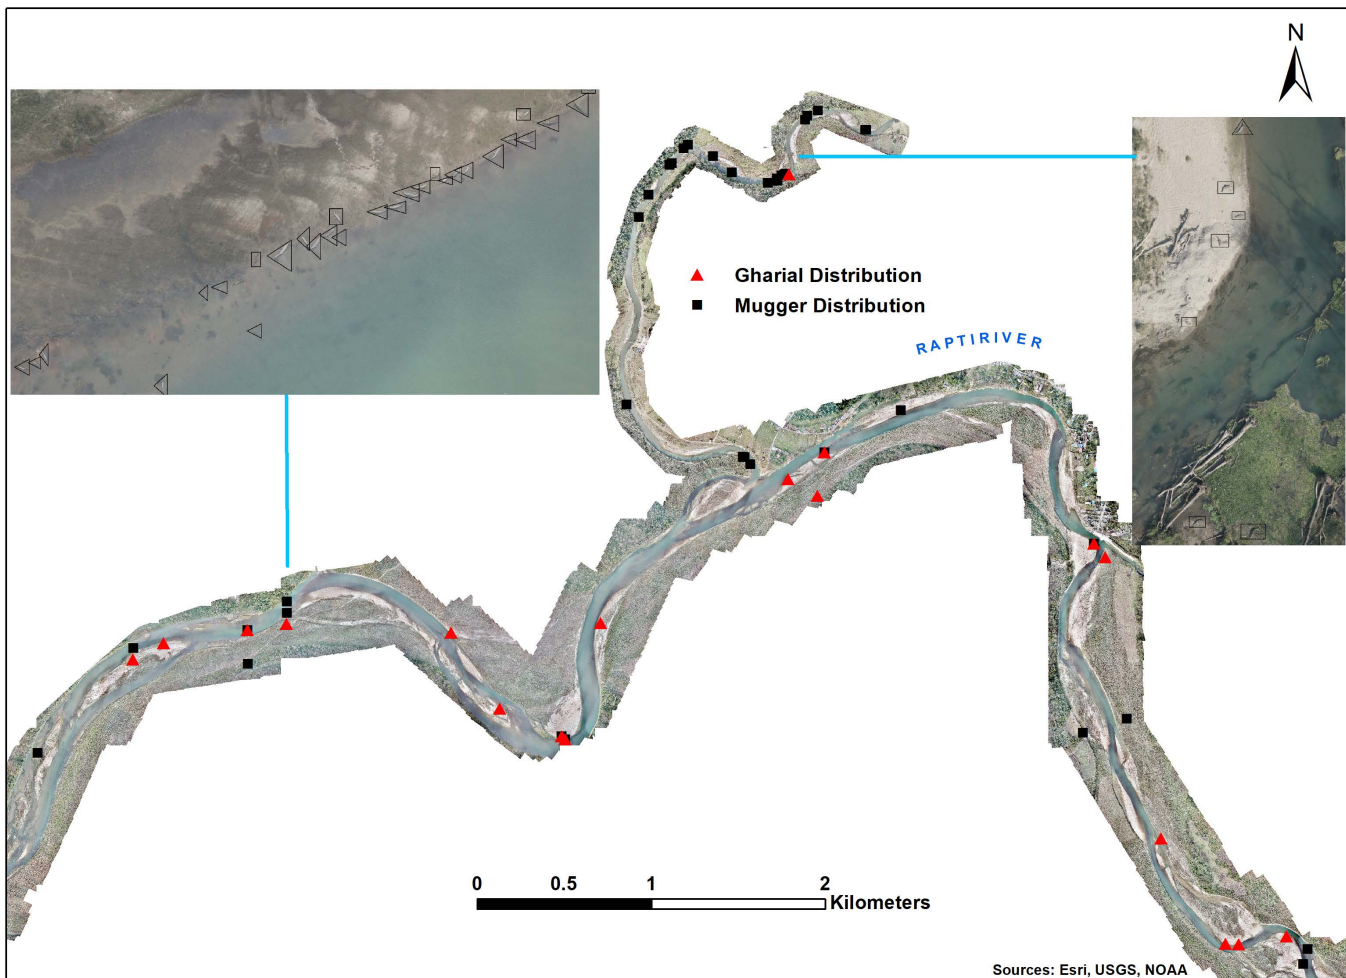 N
Gharial Distribution
Mugger Distribution
RAPTIRIVER
0 0.5 1 2
Kilometers
Sources: Esri, USGS, NOAA